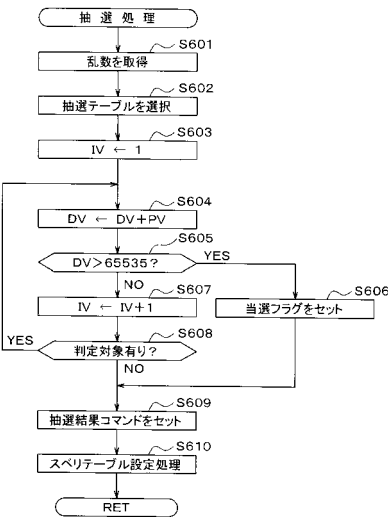 抽選処理
S601
乱数を取得
S602
抽選テーブルを選択
S603
IV ← 1
S604
DV ← DV+PV
S605
DV>65535?
YES
NO
S606
当選フラグをセット
S607
IV ← IV+1
S608
YES
判定対象有り?
NO
S609
抽選結果コマンドをセット
S610
スベリテーブル設定処理
RET